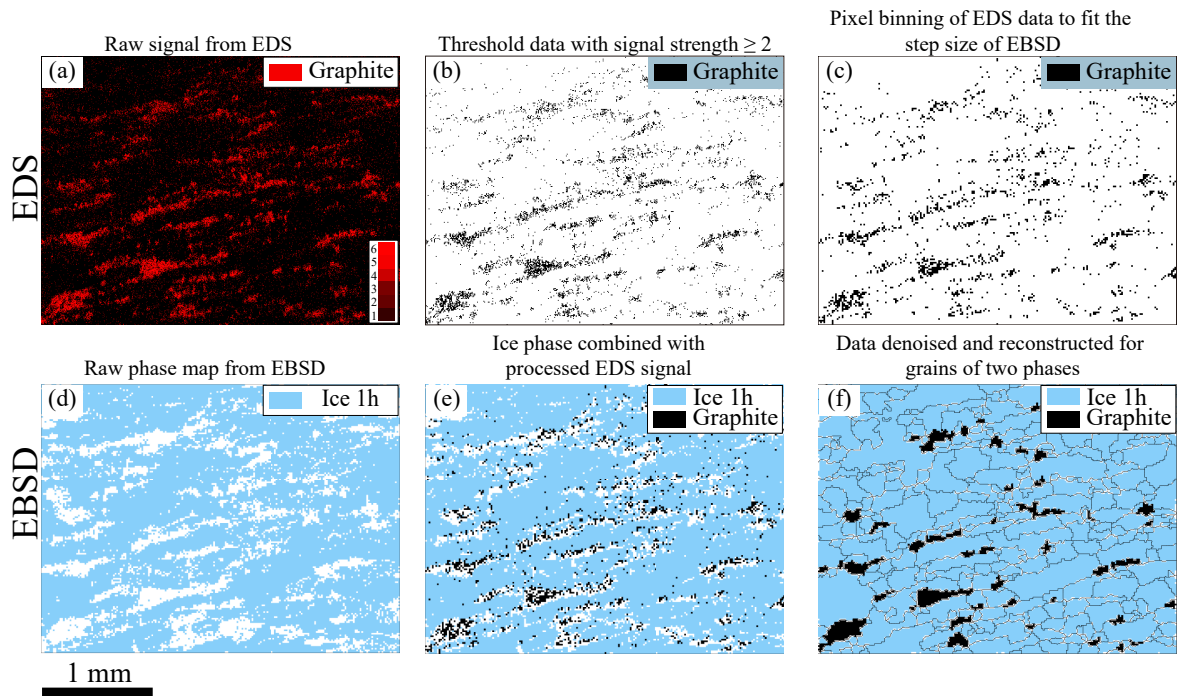 Raw signal from EDS
Threshold data with signal strength ≥ 2
Pixel binning of EDS data to fit the
step size of EBSD
EDS
(a)
Graphite
6
5
4
3
2
1
(b)
Graphite
(c)
Graphite
Raw phase map from EBSD
Ice phase combined with
processed EDS signal
Data denoised and reconstructed for
grains of two phases
EBSD
(d)
Ice 1h
(e)
Ice 1h
Graphite
(f)
Ice 1h
Graphite
1 mm